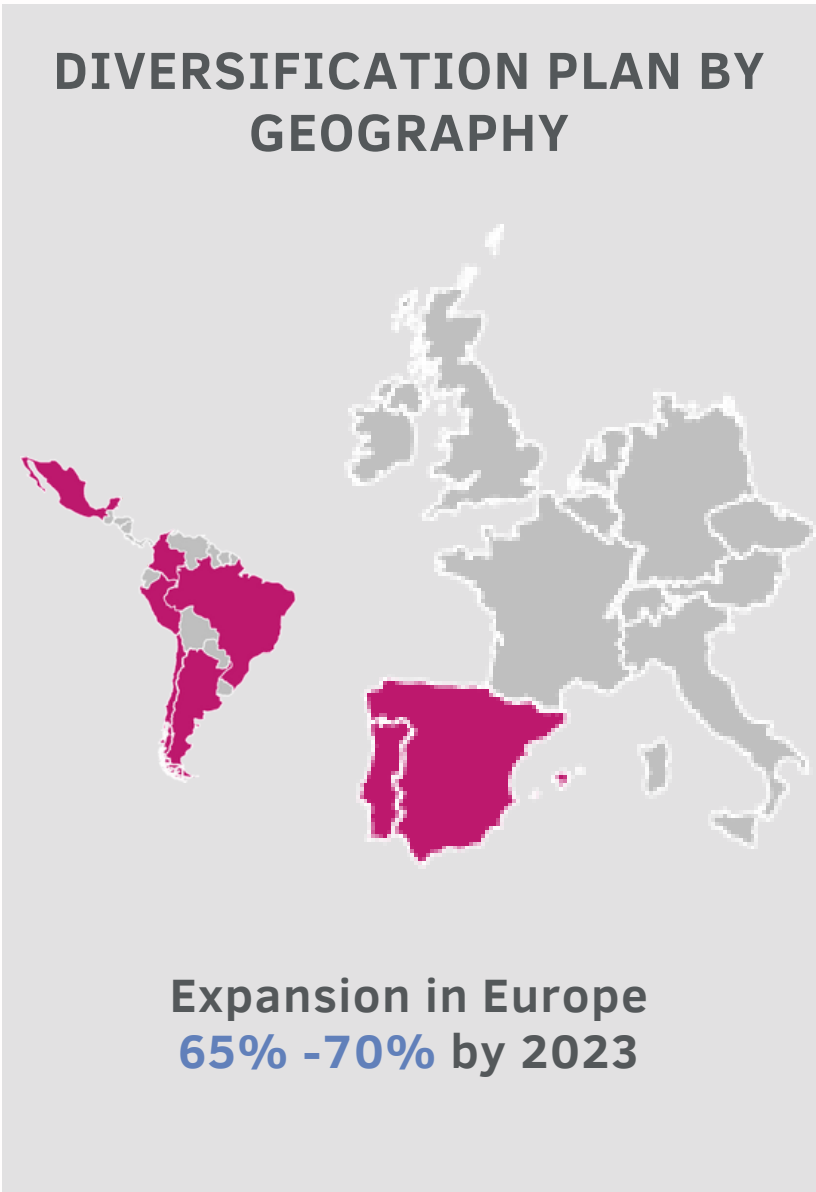 DIVERSIFICATION PLAN BY
GEOGRAPHY
Expansion in Europe
65% -70% by 2023